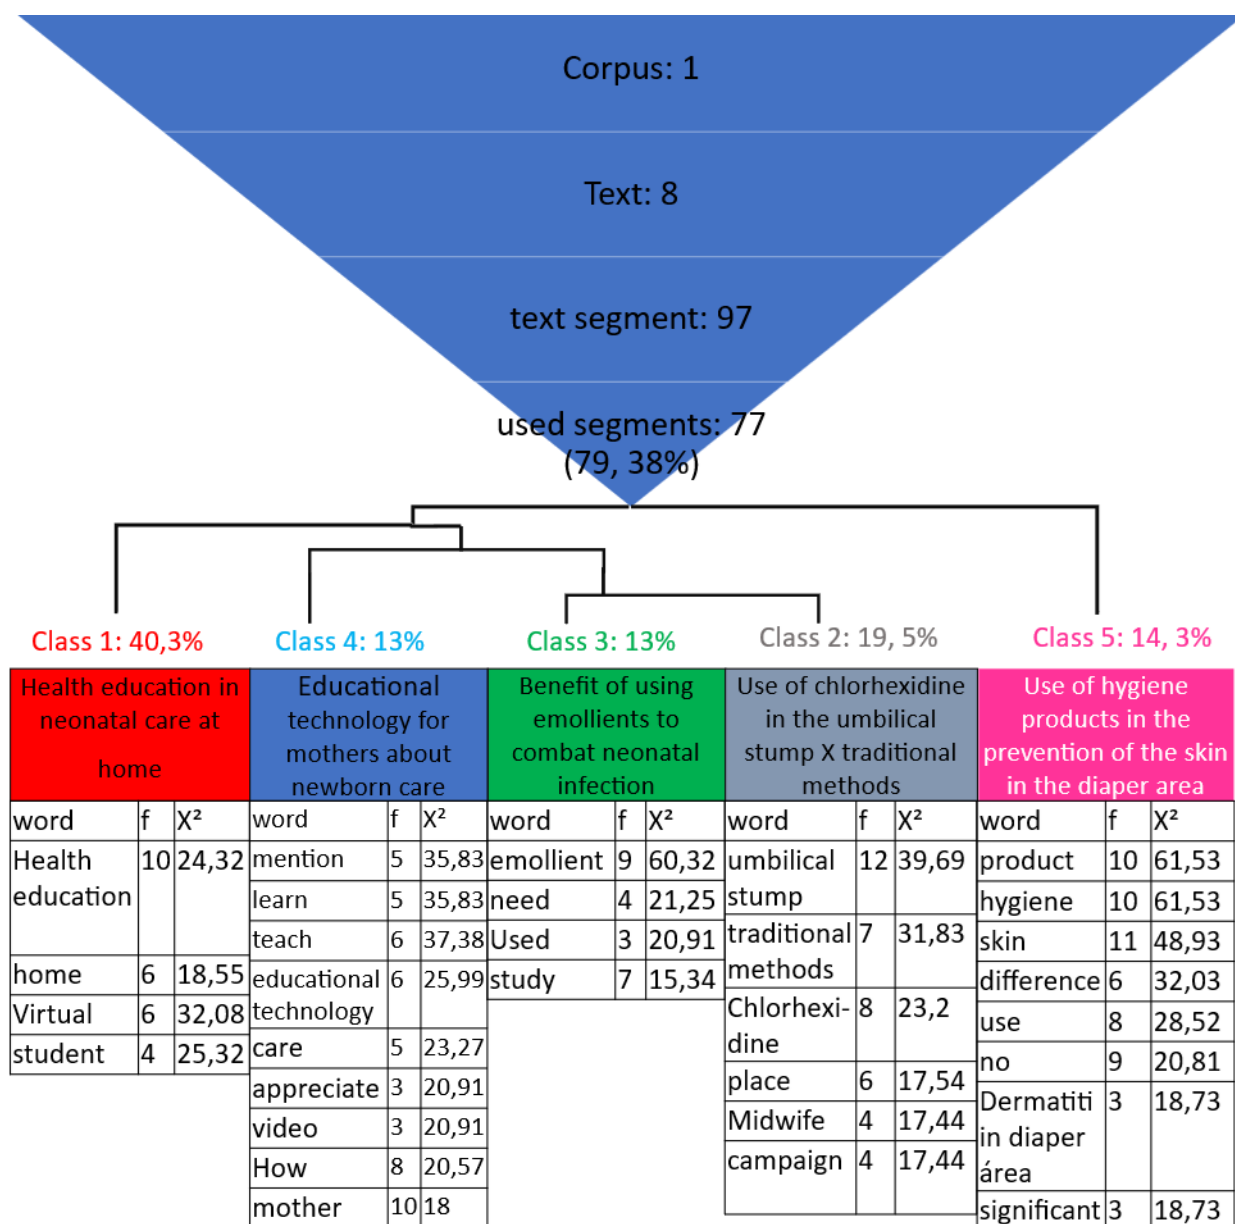 Corpus: 1
Text: 8
text segment: 97
used segments: 77
(79, 38%)
Class 1: 40,3%
Class 4: 13%
Class 3: 13%
Class 2: 19, 5%
Class 5: 14, 3%
Health education in
neonatal care at
home
word f X²
Health 10 24,32
education
home 6 18,55
Virtual 6 32,08
student 4 25,32
Educational
technology for
mothers about
newborn care
word f X²
mention 5 35,83
learn 5 35,83
teach 6 37,38
educational 6 25,99
technology
care 5 23,27
appreciate 3 20,91
video 3 20,91
How 8 20,57
mother 10 18
Benefit of using
emollients to
combat neonatal
infection
word f X²
emollient 9 60,32
need 4 21,25
Used 3 20,91
study 7 15,34
Use of chlorhexidine
in the umbilical
stump X traditional
methods
word f X²
umbilical 12 39,69
stump
traditional 7 31,83
methods
Chlorhexi- 8 23,2
dine
place 6 17,54
Midwife 4 17,44
campaign 4 17,44
Use of hygiene
products in the
prevention of the skin
in the diaper area
word f X²
product 10 61,53
hygiene 10 61,53
skin 11 48,93
difference 6 32,03
use 8 28,52
no 9 20,81
Dermatiti 3 18,73
in diaper
área
significant 3 18,73